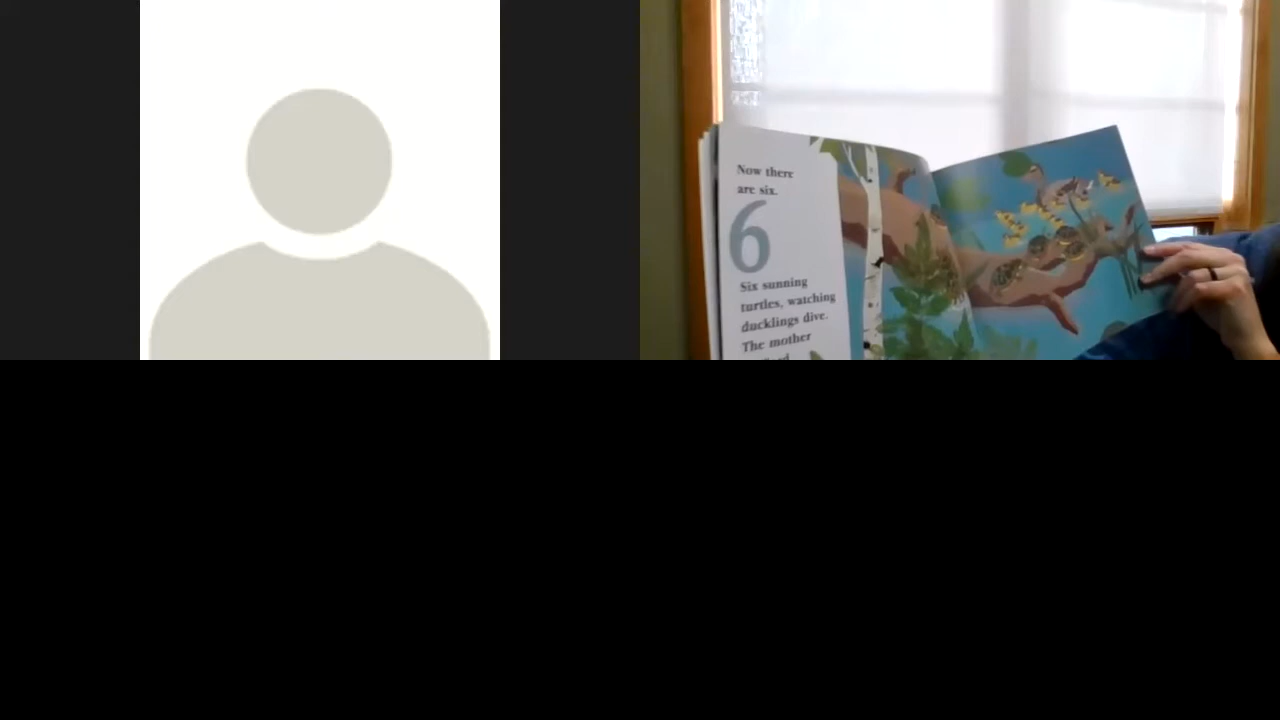 Now there
are six.
6
Six sunning
turtles, watching
ducklings dive.
The mother